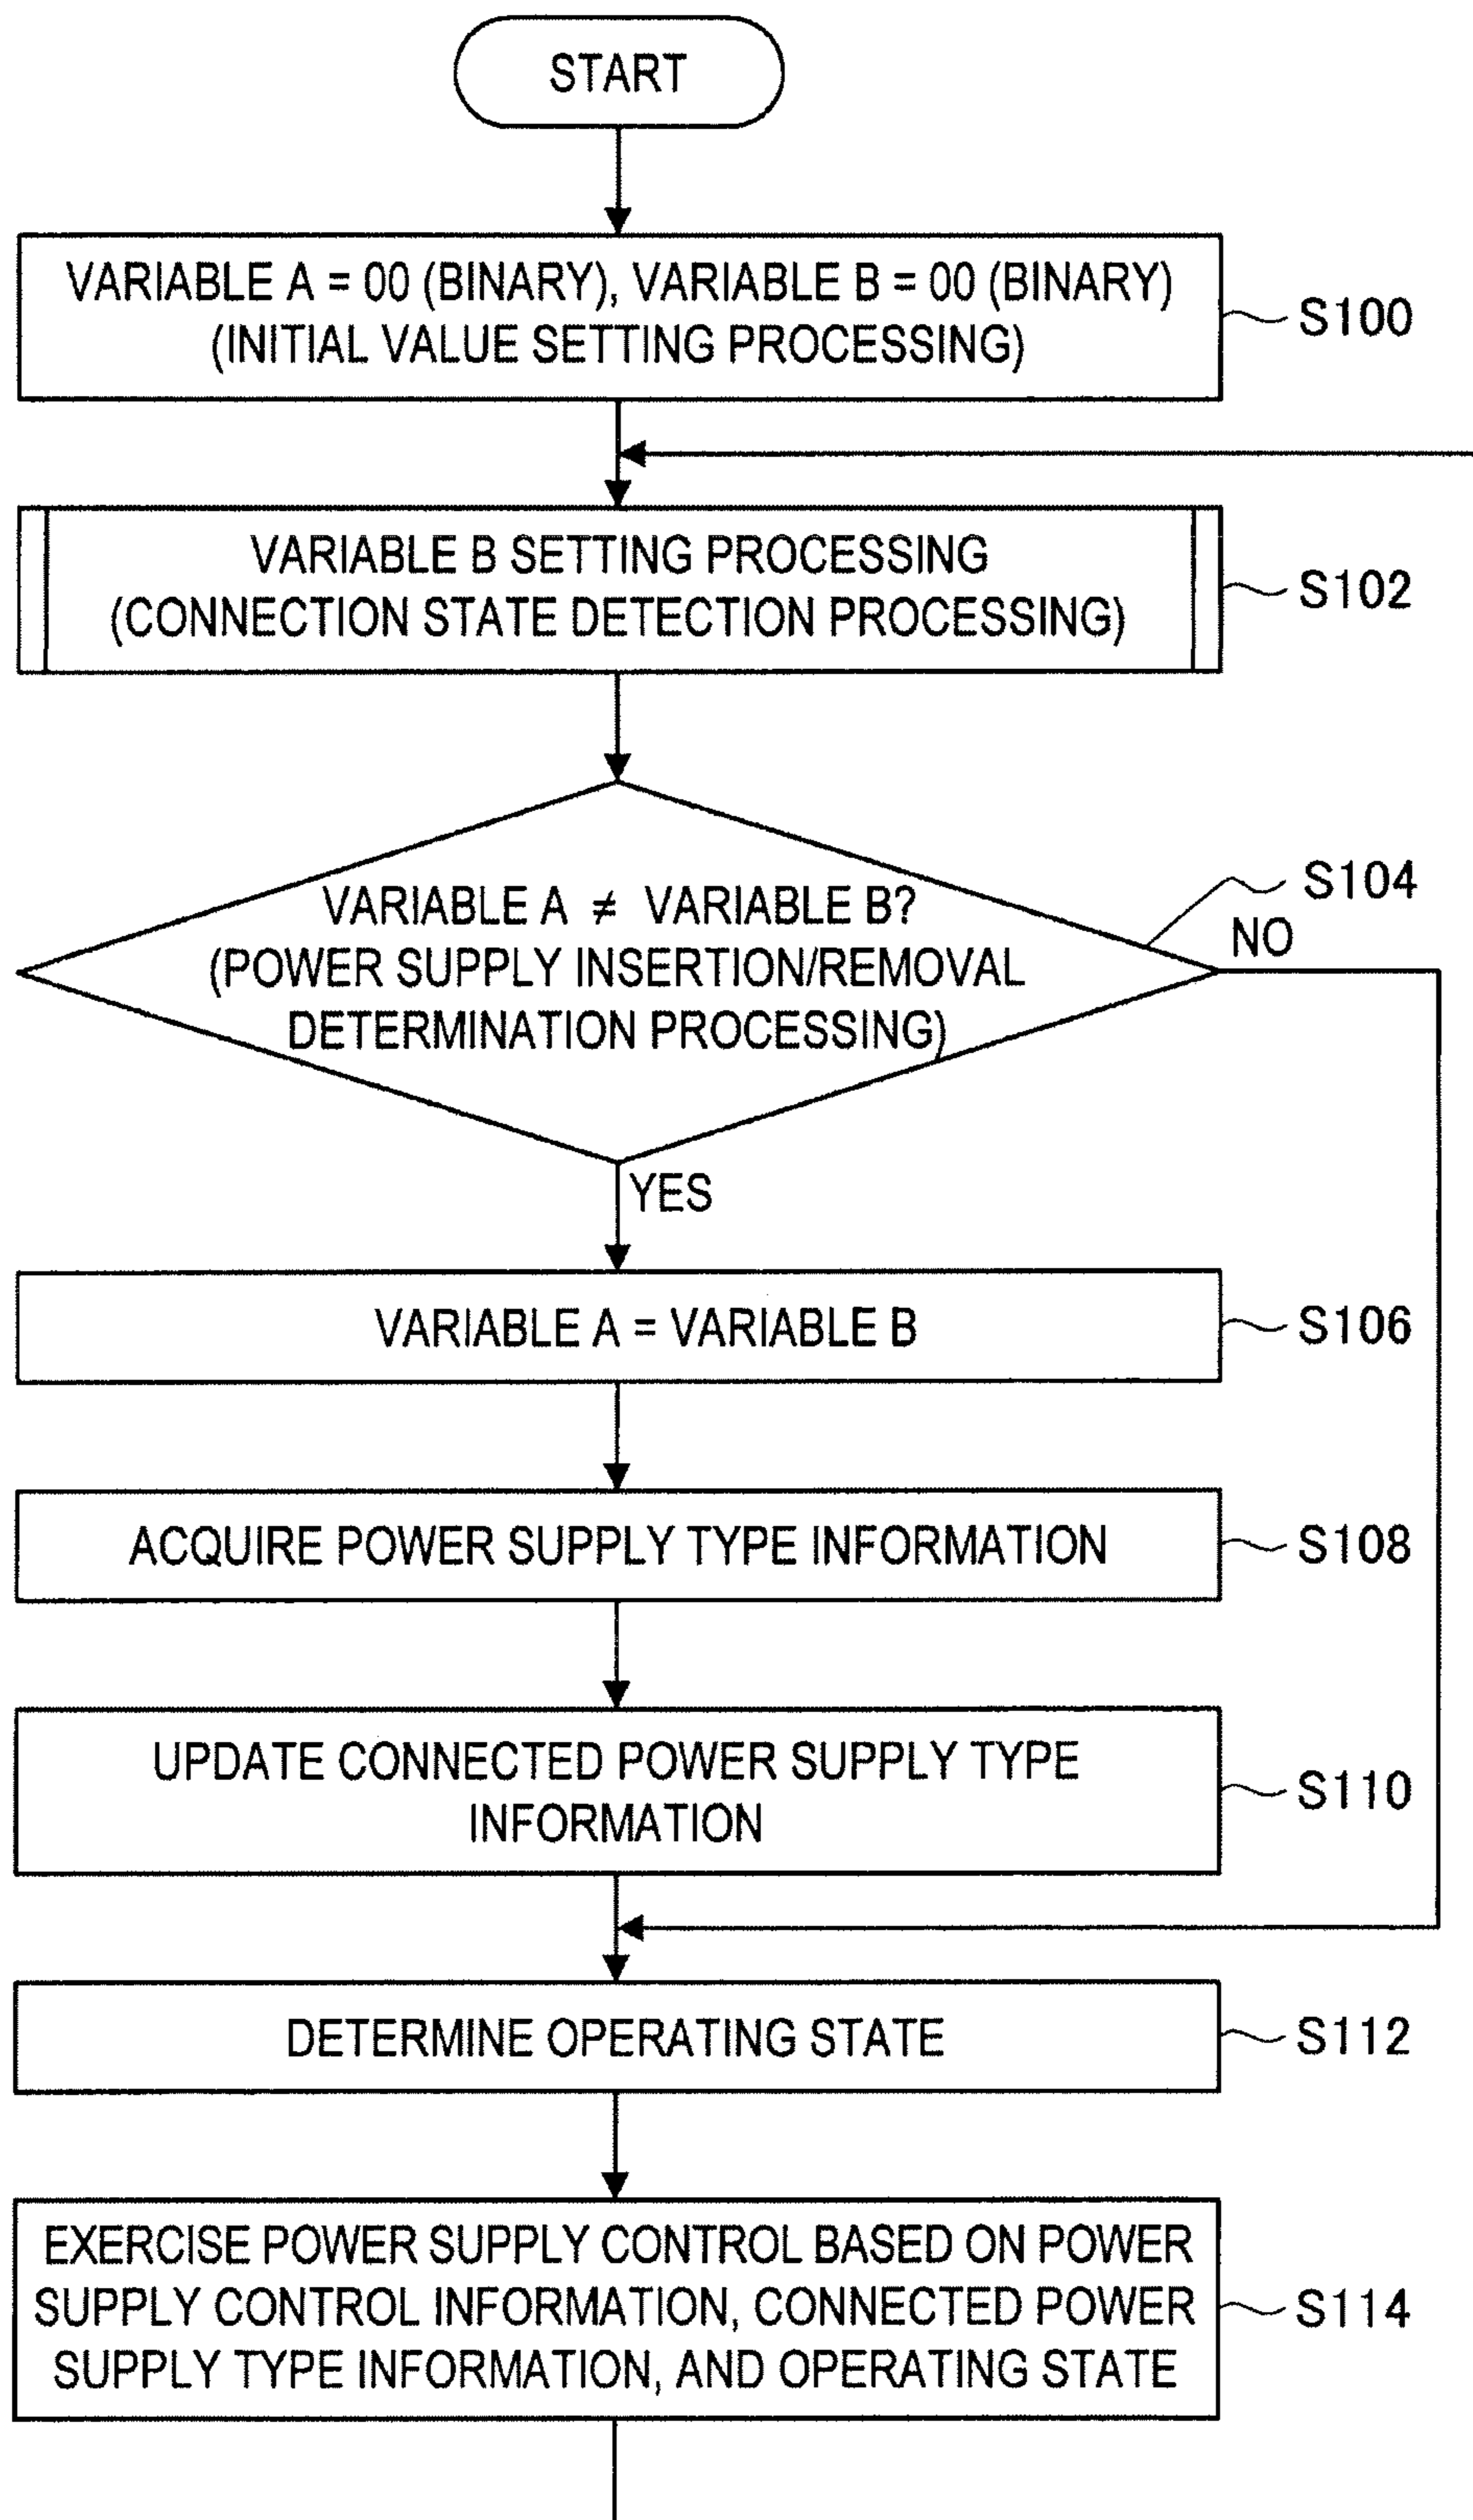 START
VARIABLE A = 00 (BINARY), VARIABLE B = 00 (BINARY)
(INITIAL VALUE SETTING PROCESSING)
S100
VARIABLE B SETTING PROCESSING
(CONNECTION STATE DETECTION PROCESSING)
S102
VARIABLE A ≠ VARIABLE B?
(POWER SUPPLY INSERTION/REMOVAL
DETERMINATION PROCESSING)
S104
NO
YES
VARIABLE A = VARIABLE B
S106
ACQUIRE POWER SUPPLY TYPE INFORMATION
S108
UPDATE CONNECTED POWER SUPPLY TYPE
INFORMATION
S110
DETERMINE OPERATING STATE
S112
EXERCISE POWER SUPPLY CONTROL BASED ON POWER
SUPPLY CONTROL INFORMATION, CONNECTED POWER
SUPPLY TYPE INFORMATION, AND OPERATING STATE
S114